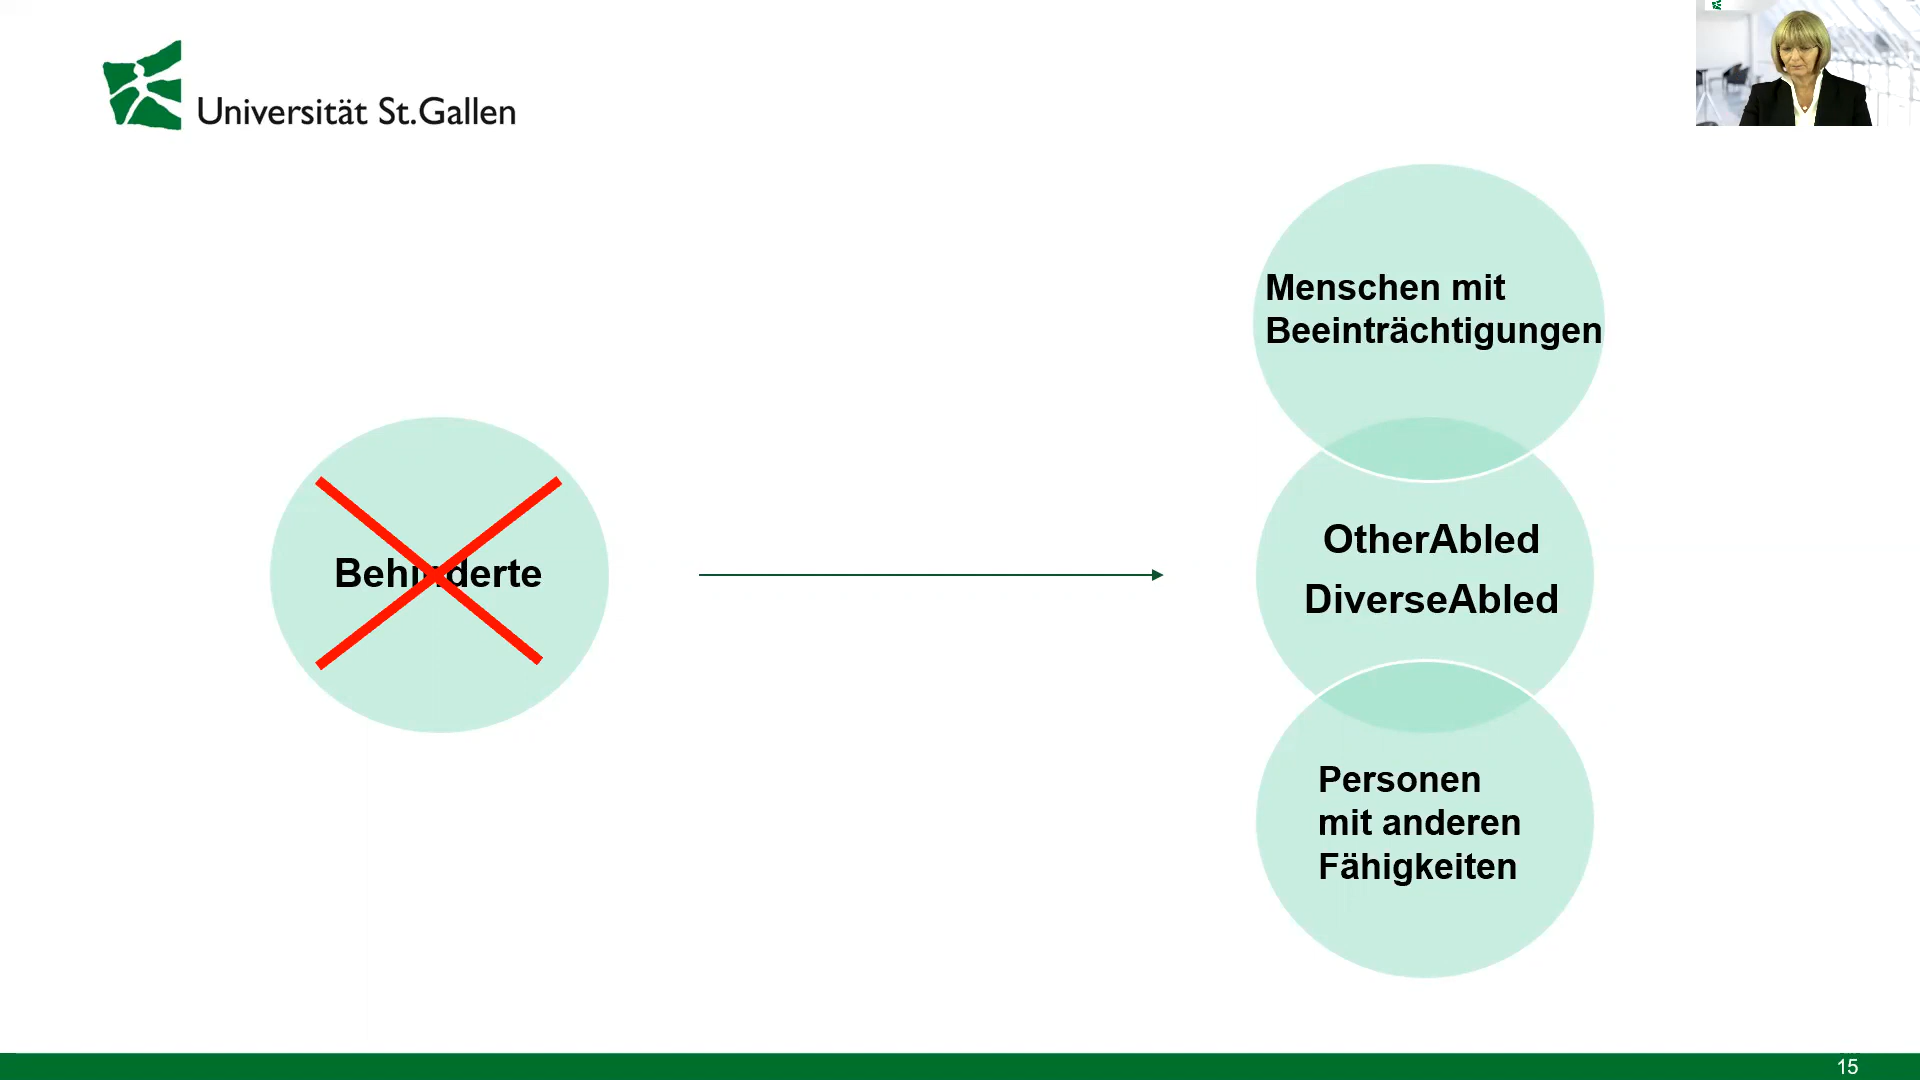 Universität St.Gallen
Menschen mit
Beeinträchtigungen
Behinderte
OtherAbled
DiverseAbled
Personen
mit anderen
Fähigkeiten
15